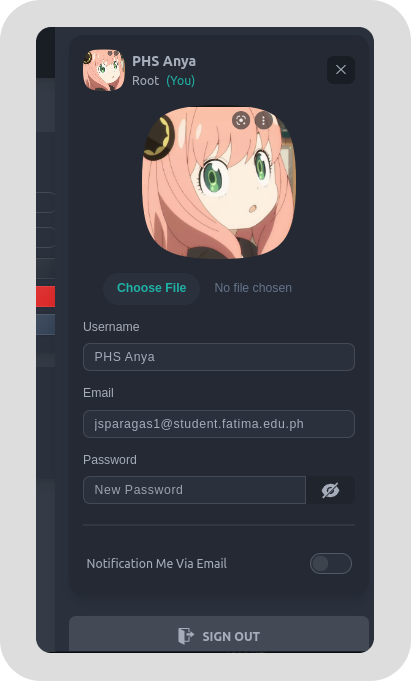 PHS Anya
Root (You)
Choose File No file chosen
Username
PHS Anya
Email
jsparagas1@student.fatima.edu.ph
Password
New Password
Notification Me Via Email
SIGN OUT